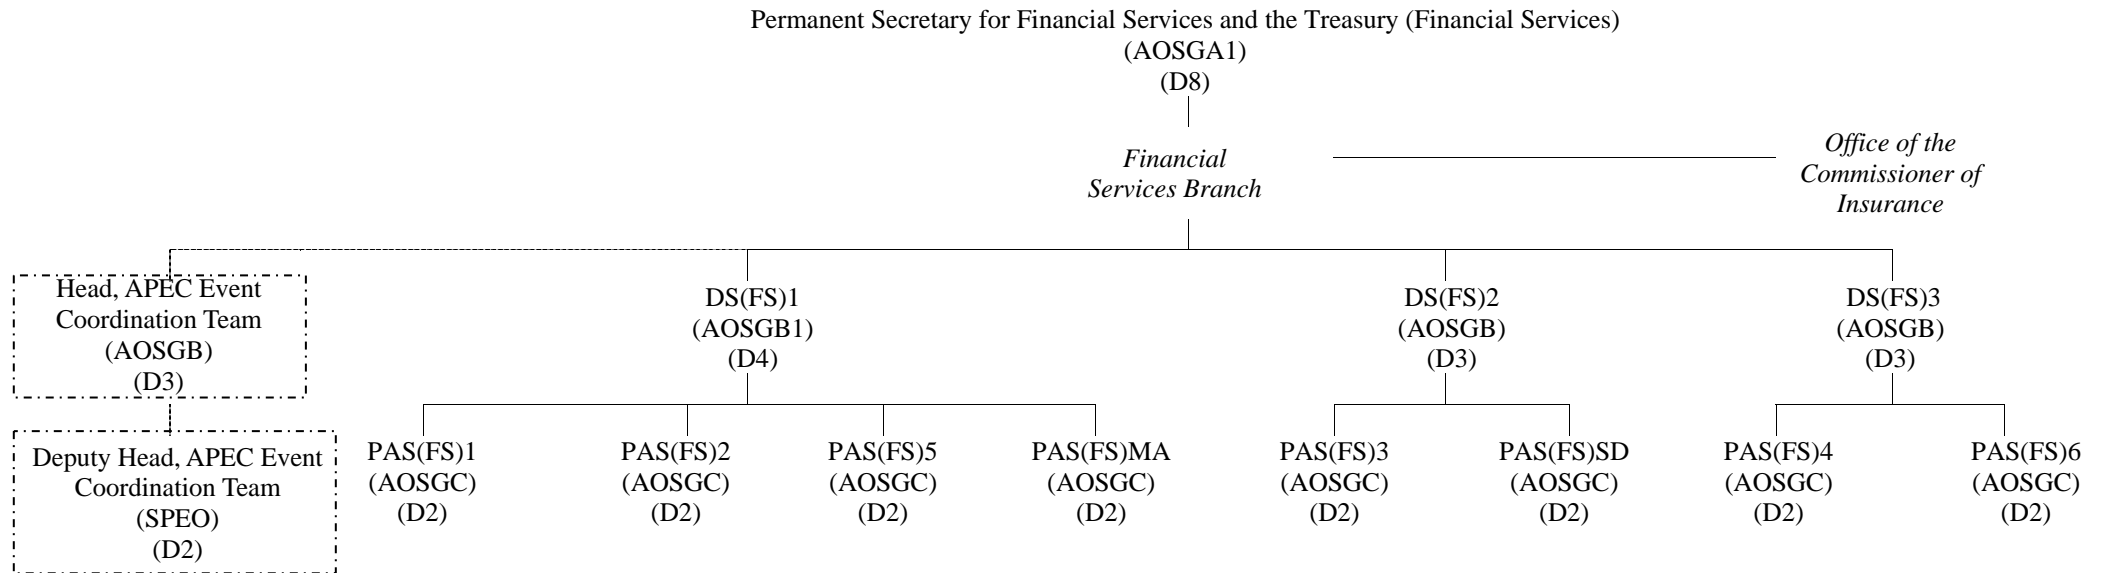 Permanent Secretary for Financial Services and the Treasury (Financial Services)
(AOSGA1)
(D8)
Financial
Services Branch
Office of the
Commissioner of
Insurance
Head, APEC Event
Coordination Team
(AOSGB)
(D3)
DS(FS)1
(AOSGB1)
(D4)
DS(FS)2
(AOSGB)
(D3)
DS(FS)3
(AOSGB)
(D3)
Deputy Head, APEC Event
Coordination Team
(SPEO)
(D2)
PAS(FS)1
(AOSGC)
(D2)
PAS(FS)2
(AOSGC)
(D2)
PAS(FS)5
(AOSGC)
(D2)
PAS(FS)MA
(AOSGC)
(D2)
PAS(FS)3
(AOSGC)
(D2)
PAS(FS)SD
(AOSGC)
(D2)
PAS(FS)4
(AOSGC)
(D2)
PAS(FS)6
(AOSGC)
(D2)